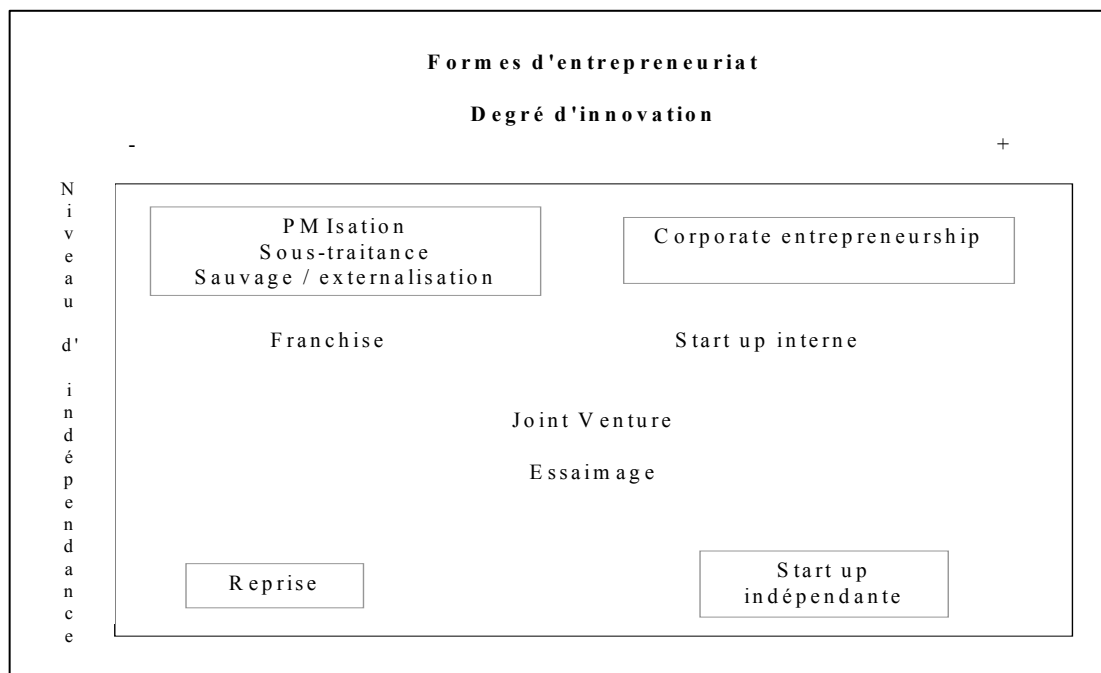 Formes d'entrepreneuriat
Degré d'innovation
- +
Niveau d'indépendance
PMIsation
Sous-traitance
Sauvage / externalisation
Corporate entrepreneurship
Franchise
Start up interne
Joint Venture
Essaimage
Reprise
Start up
indépendante